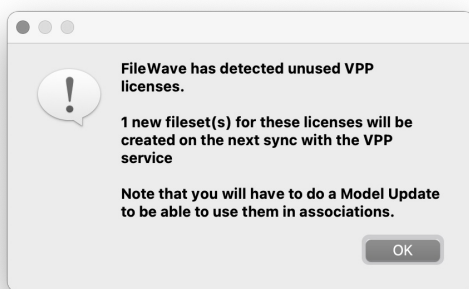 FileWave has detected unused VPP
licenses.
1 new fileset(s) for these licenses will be
created on the next sync with the VPP
service
Note that you will have to do a Model Update
to be able to use them in associations.
OK